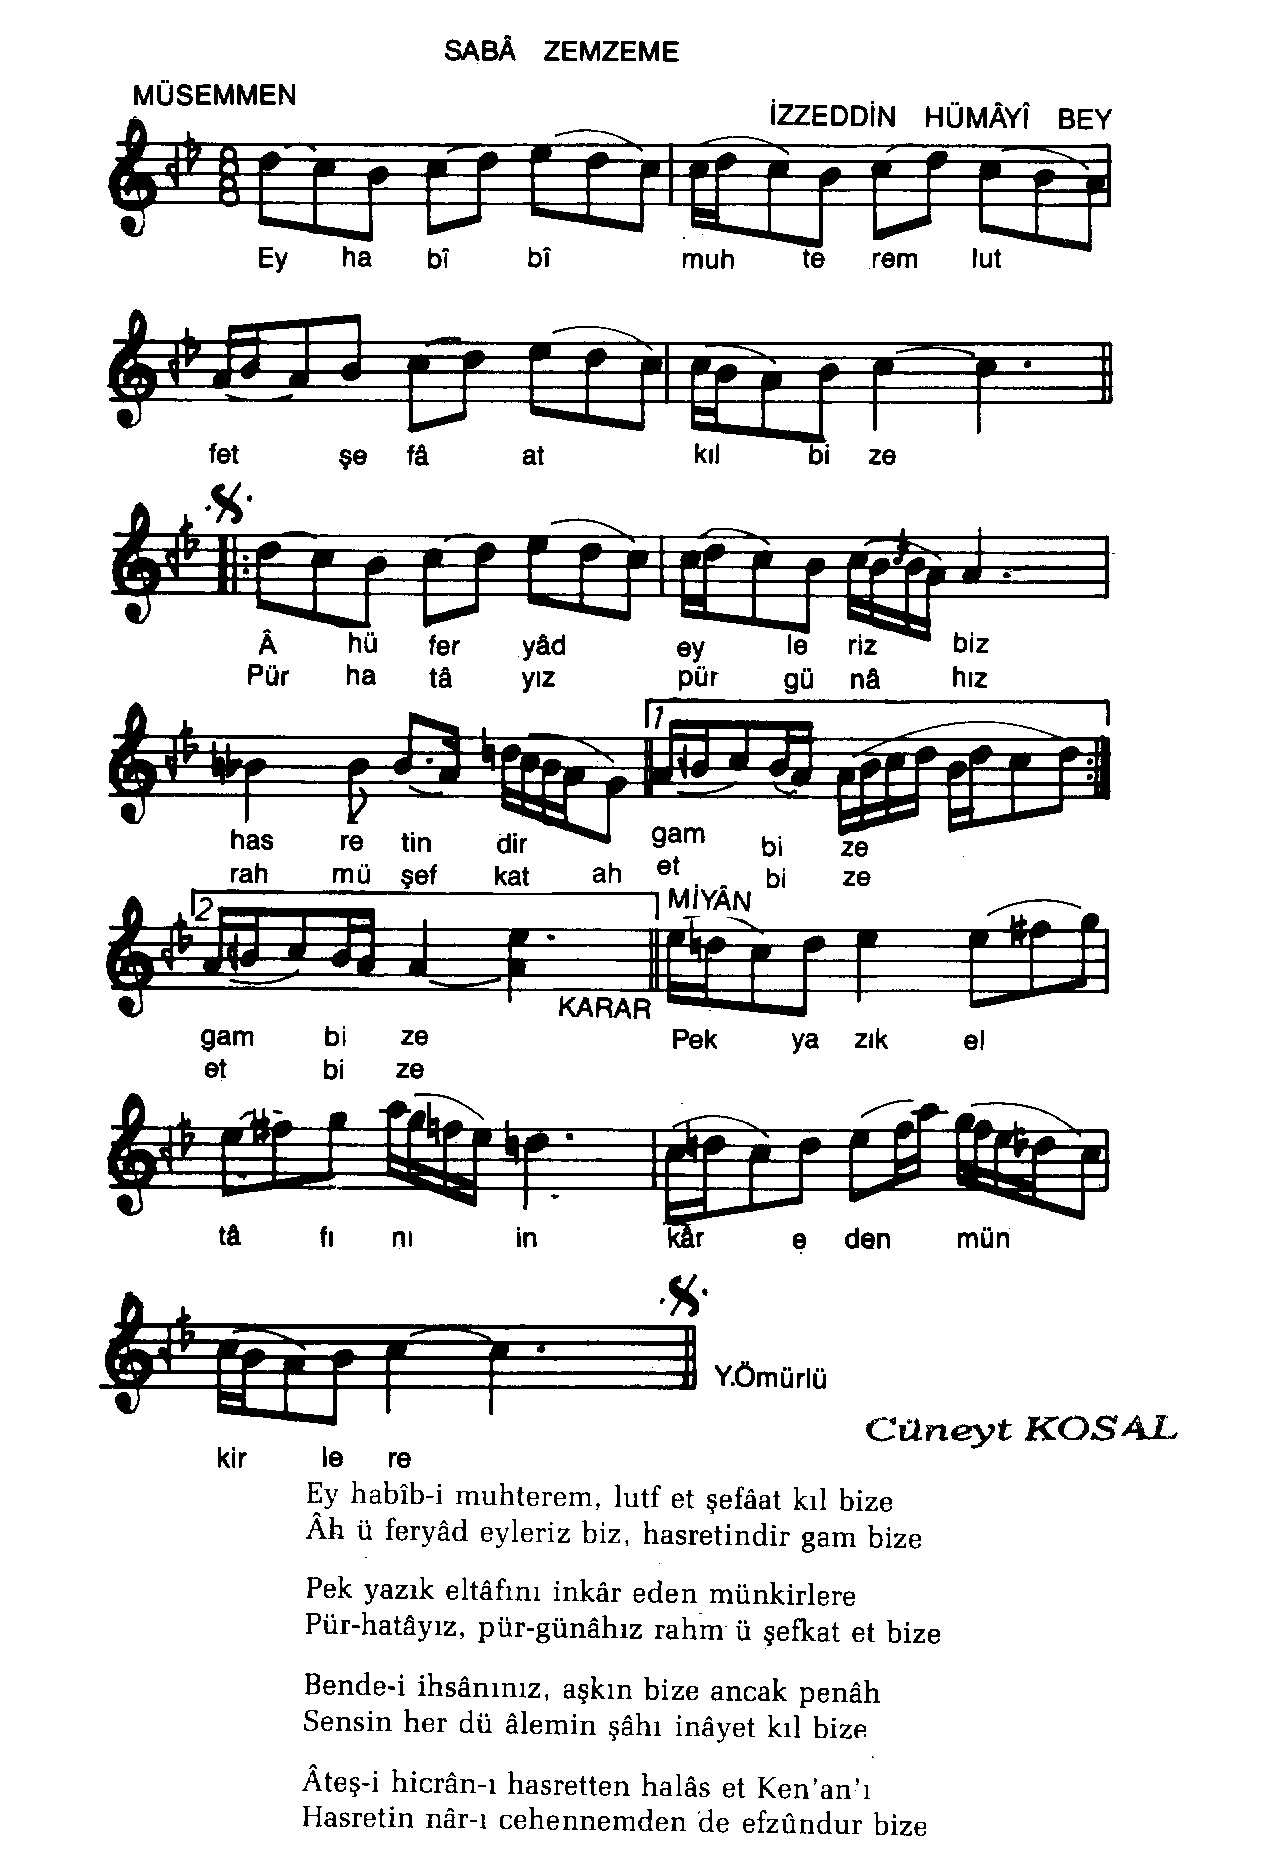 SABÂ ZEMZEME
MÜSEMMEN
İZZEDDİN HÜMÂYÎ BEY
8
8
Ey ha bî bî muh te rem lut
fet şe fâ at kıl bi ze
Â hü fer yâd ey le riz biz
Pür ha tâ yız pür gü nâ hız
1
has re tin dir gam bi ze
rah mü şef kat ah et bi ze
2
MİYÂN
KARAR
gam bi ze Pek ya zık el
et bi ze
tâ fı nı in kâr e den mün
Y.Ömürlü
Cüneyt KOSAL
kir le re
Ey habîb-i muhterem, lutf et şefâat kıl bize
Âh ü feryâd eyleriz biz, hasretindir gam bize
Pek yazık eltâfını inkâr eden münkirlere
Pür-hatâyız, pür-günâhız rahm ü şefkat et bize
Bende-i ihsânınız, aşkın bize ancak penâh
Sensin her dü âlemin şâhı inâyet kıl bize
Âteş-i hicrân-ı hasretten halâs et Ken'an'ı
Hasretin nâr-ı cehennemden de efzûndur bize